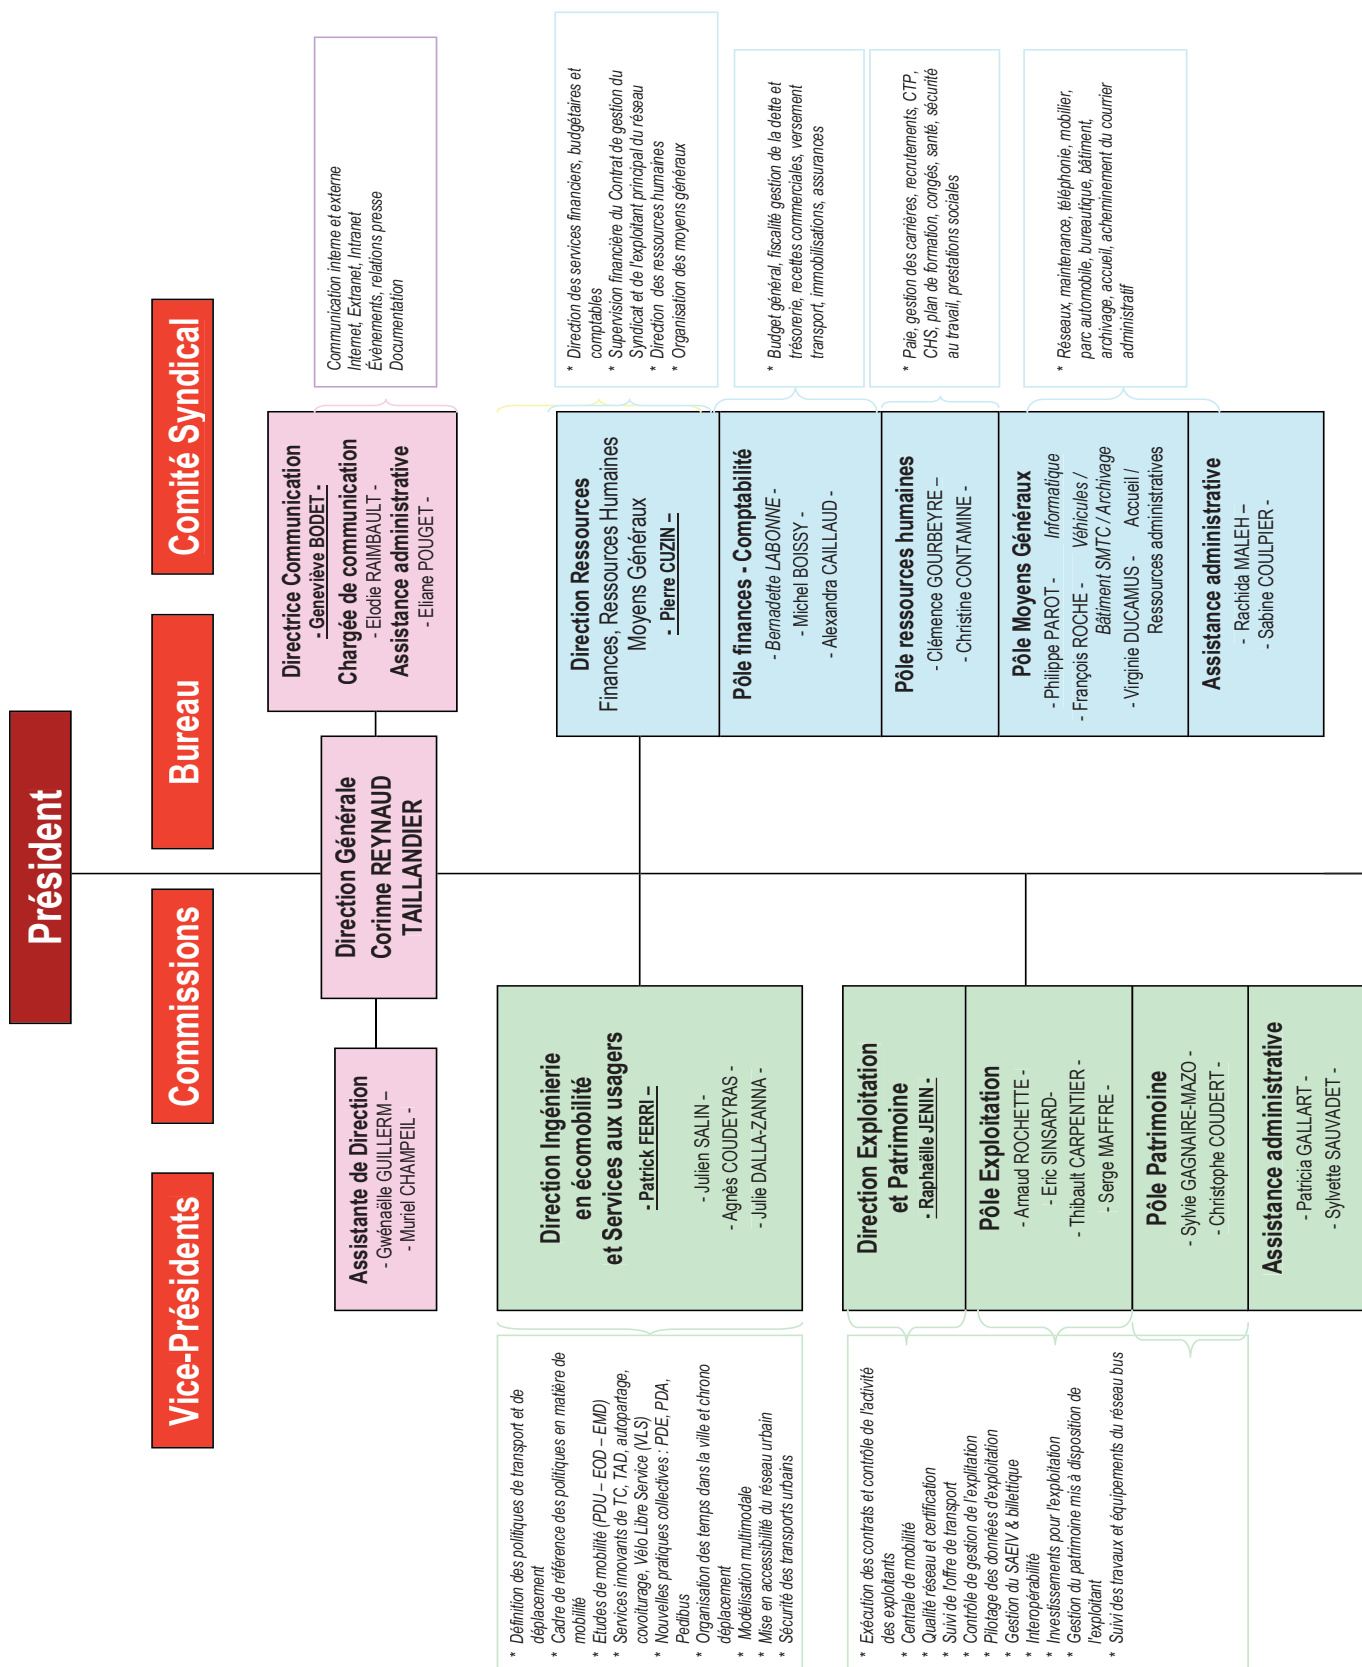 Président
Vice-Présidents
Commissions
Bureau
Comité Syndical
Assistante de Direction
- Gwénaëlle GUILLERM –
- Muriel CHAMPEIL -
Direction Générale
Corinne REYNAUD
TAILLANDIER
Directrice Communication
- Geneviève BODET -
Chargée de communication
- Elodie RAIMBAULT -
Assistance administrative
- Eliane POUGET -
Communication interne et externe
Internet, Extranet, Intranet
Évènements, relations presse
Documentation
* Définition des politiques de transport et de
déplacement
* Cadre de référence des politiques en matière de
mobilité
* Etudes de mobilité (PDU – EOD – EMD)
* Services innovants de TC, TAD, autopartage,
covoiturage, Vélo Libre Service (VLS)
* Nouvelles pratiques collectives : PDE, PDA,
Pedibus
* Organisation des temps dans la ville et chrono
déplacement
* Modélisation multimodale
* Mise en accessibilité du réseau urbain
* Sécurité des transports urbains
Direction Ingénierie
en écomobilité
et Services aux usagers
- Patrick FERRI –
- Julien SALIN -
- Agnès COUDEYRAS -
- Julie DALLA-ZANNA -
Direction Ressources
Finances, Ressources Humaines
Moyens Généraux
- Pierre CUZIN –
* Direction des services financiers, budgétaires et
comptables
* Supervision financière du Contrat de gestion du
Syndicat et de l'exploitant principal du réseau
* Direction des ressources humaines
* Organisation des moyens généraux
Pôle finances - Comptabilité
- Bernadette LABONNE -
- Michel BOISSY -
- Alexandra CAILLAUD -
* Budget général, fiscalité gestion de la dette et
trésorerie, recettes commerciales, versement
transport, immobilisations, assurances
Pôle ressources humaines
- Clémence GOURBEYRE –
- Christine CONTAMINE -
* Paie, gestion des carrières, recrutements, CTP,
CHS, plan de formation, congés, santé, sécurité
au travail, prestations sociales
Pôle Moyens Généraux
- Philippe PAROT - Informatique
- François ROCHE - Véhicules /
Bâtiment SMTC / Archivage
- Virginie DUCAMUS - Accueil /
Ressources administratives
* Réseaux, maintenance, téléphonie, mobilier,
parc automobile, bureautique, bâtiment,
archivage, accueil, acheminement du courrier
administratif
Assistance administrative
- Rachida MALEH –
- Sabine COULPIER -
* Exécution des contrats et contrôle de l'activité
des exploitants
* Centrale de mobilité
* Qualité réseau et certification
* Suivi de l'offre de transport
* Contrôle de gestion de l'explitation
* Pilotage des données d'exploitation
* Gestion du SAEIV & billettique
* Interopérabilité
* Investissements pour l'exploitation
* Gestion du patrimoine mis à disposition de
l'exploitant
* Suivi des travaux et équipements du réseau bus
Direction Exploitation
et Patrimoine
- Raphaëlle JENIN -
Pôle Exploitation
- Arnaud ROCHETTE -
- Eric SINSARD-
- Thibault CARPENTIER -
- Serge MAFFRE-
Pôle Patrimoine
- Sylvie GAGNAIRE-MAZO -
- Christophe COUDERT -
Assistance administrative
- Patricia GALLART -
- Sylvette SAUVADET -